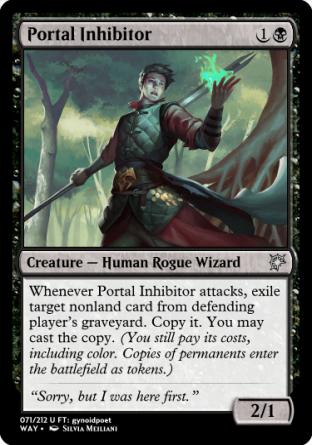 Portal Inhibitor 1
Creature — Human Rogue Wizard
Whenever Portal Inhibitor attacks, exile
target nonland card from defending
player's graveyard. Copy it. You may
cast the copy. (You still pay its costs,
including color. Copies of permanents enter
the battlefield as tokens.)
"Sorry, but I was here first."
071/212 U FT: gynoidpoet
WAY • Silvia Meiliani
2/1